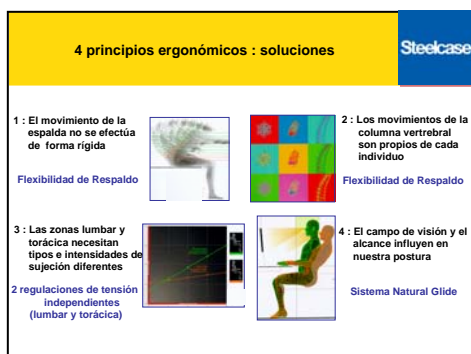 4 principios ergonómicos : soluciones
Steelcase
1 : El movimiento de la
espalda no se efectúa
de forma rígida
Flexibilidad de Respaldo
2 : Los movimientos de la
columna vertrebral
son propios de cada
individuo
Flexibilidad de Respaldo
3 : Las zonas lumbar y
torácica necesitan
tipos e intensidades de
sujeción diferentes
2 regulaciones de tensión
independientes
(lumbar y torácica)
4 : El campo de visión y el
alcance influyen en
nuestra postura
Sistema Natural Glide